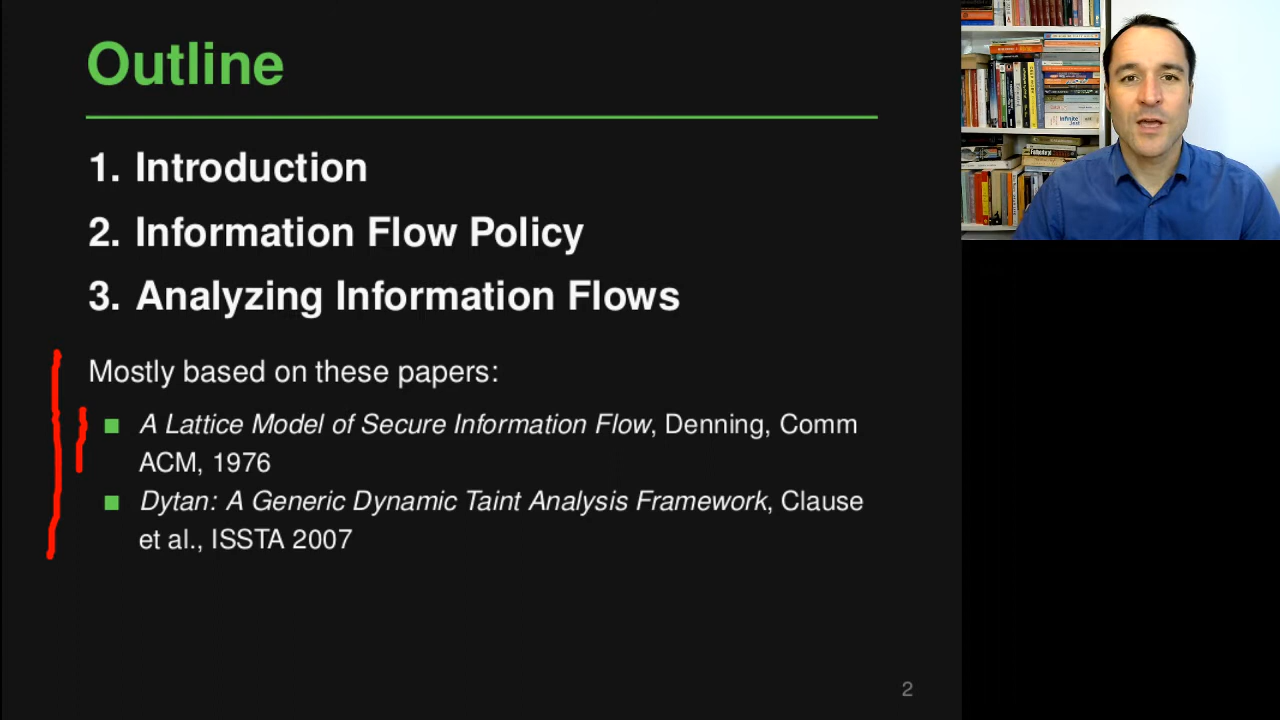 Outline
1. Introduction
2. Information Flow Policy
3. Analyzing Information Flows
Mostly based on these papers:
A Lattice Model of Secure Information Flow, Denning, Comm
ACM, 1976
Dytan: A Generic Dynamic Taint Analysis Framework, Clause
et al., ISSTA 2007
2
Infinite
Jest